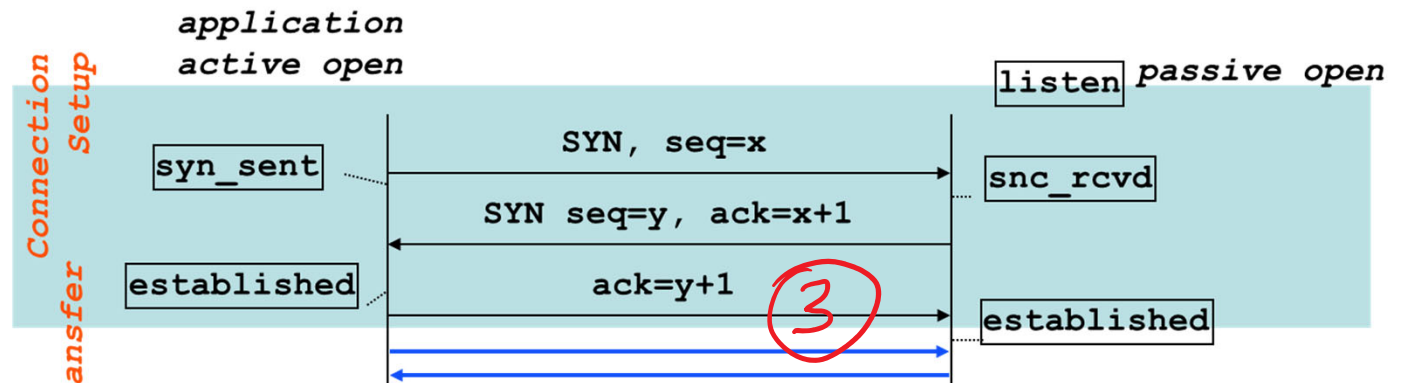 application
active open
listen
passive open
Connection
Setup
SYN, seq=x
syn_sent
snc_rcvd
SYN seq=y, ack=x+1
established
ack=y+1
3
established
ansfer